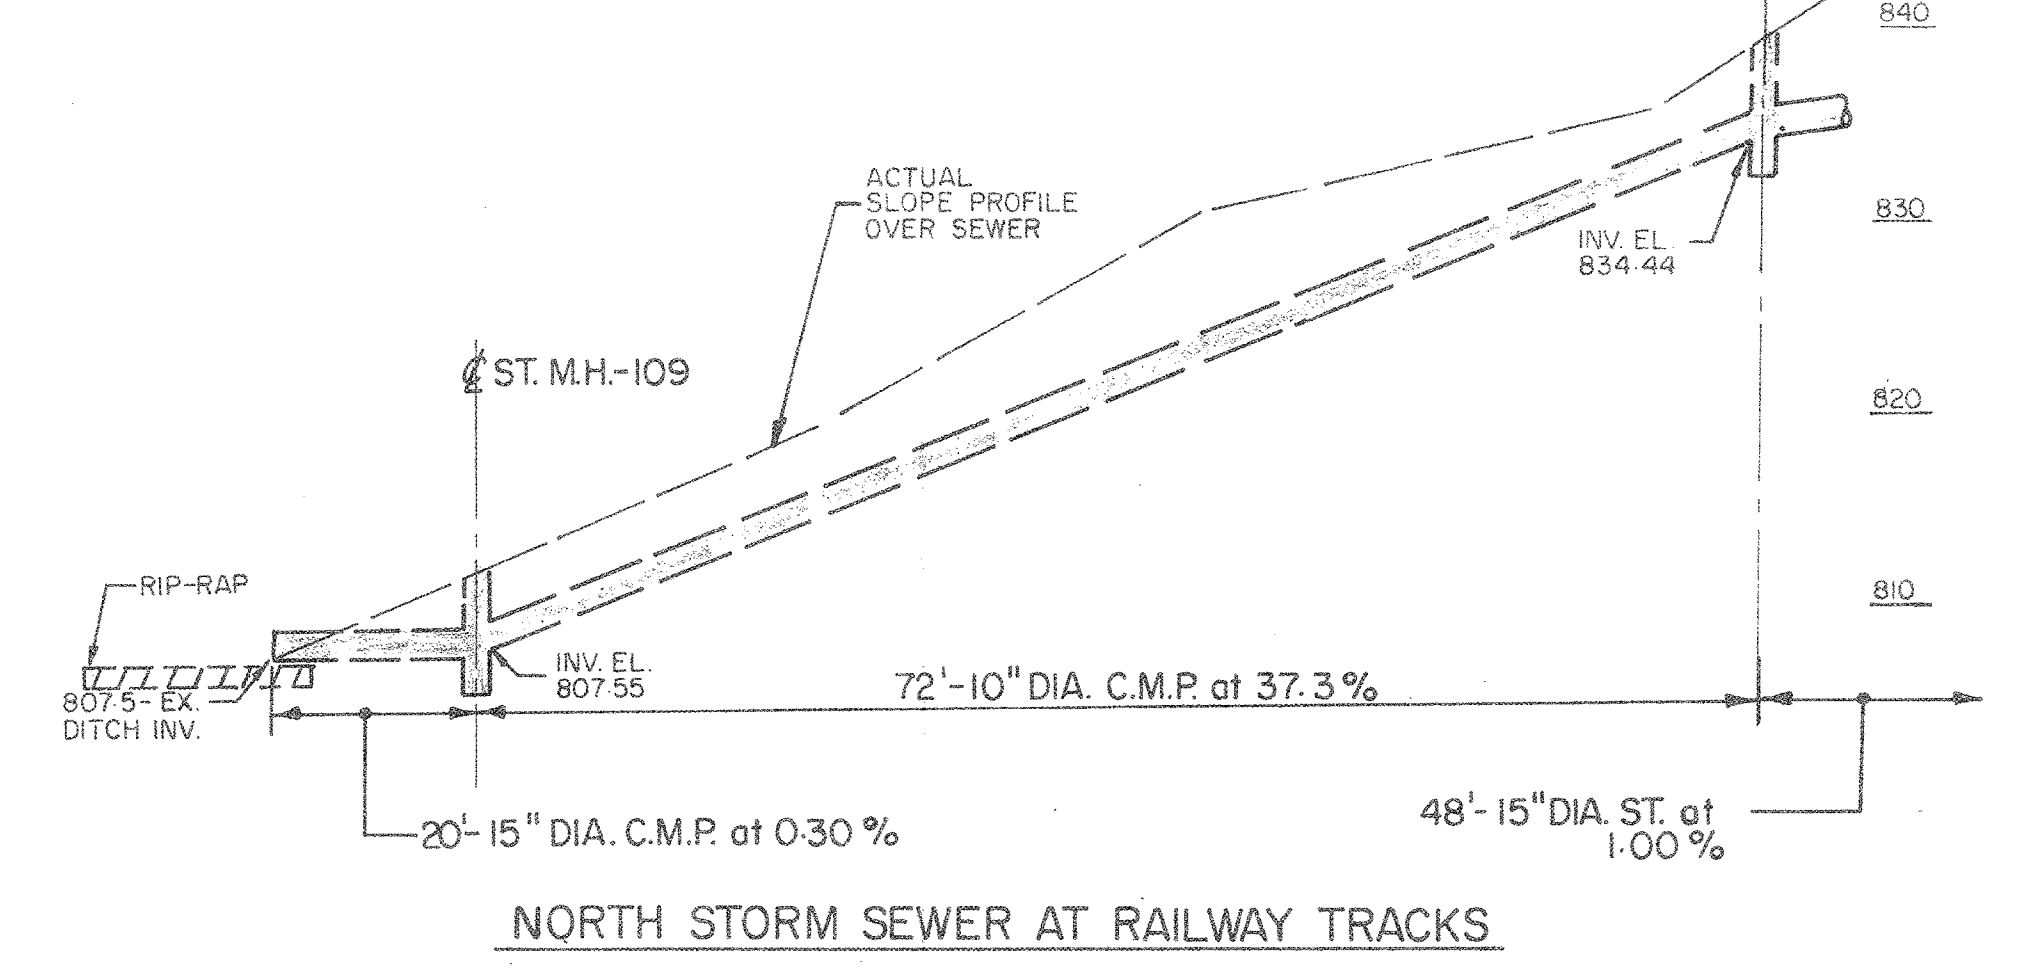 840
ACTUAL
SLOPE PROFILE
OVER SEWER
830
INV. EL.
834.44
℄ ST. M.H.-109
820
RIP-RAP
810
INV. EL.
807.55
72'-10" DIA. C.M.P. at 37.3%
807.5- EX.
DITCH INV.
20'-15" DIA. C.M.P. at 0.30%
48'-15" DIA. ST. at
1.00%
NORTH STORM SEWER AT RAILWAY TRACKS